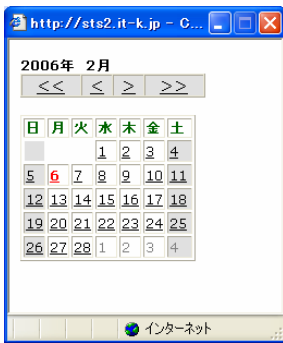 http://sts2.it-k.jp - C...
2006年 2月
<< < > >>
日 月 火 水 木 金 土
1 2 3 4
5 6 7 8 9 10 11
12 13 14 15 16 17 18
19 20 21 22 23 24 25
26 27 28 1 2 3 4
インターネット